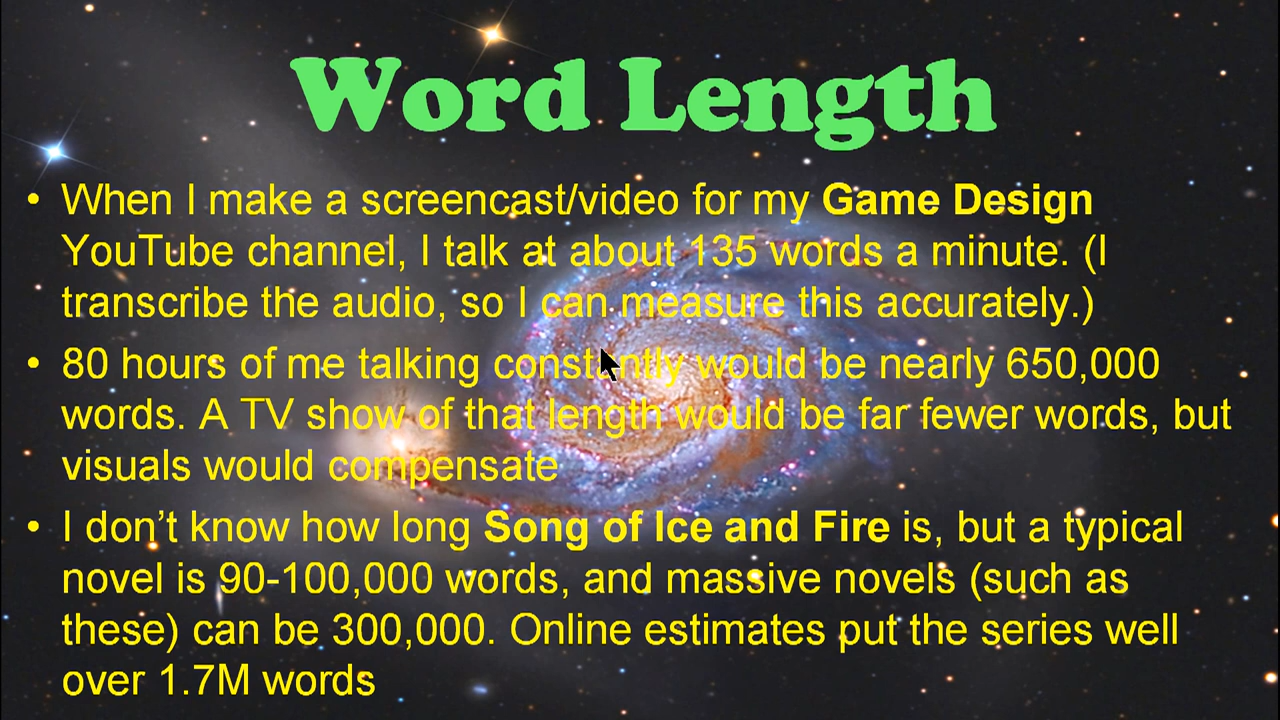 Word Length
• When I make a screencast/video for my Game Design
YouTube channel, I talk at about 135 words a minute. (I
transcribe the audio, so I can measure this accurately.)
• 80 hours of me talking constantly would be nearly 650,000
words. A TV show of that length would be far fewer words, but
visuals would compensate
• I don’t know how long Song of Ice and Fire is, but a typical
novel is 90-100,000 words, and massive novels (such as
these) can be 300,000. Online estimates put the series well
over 1.7M words